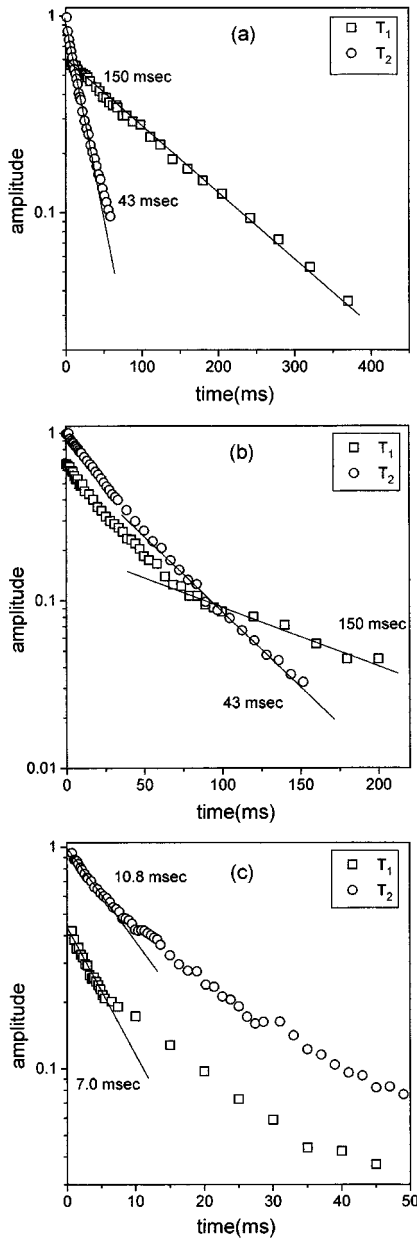 1
(a)
T1
T2
150 msec
43 msec
0.1
amplitude
0
100
200
300
400
time(ms)
1
(b)
T1
T2
0.1
150 msec
43 msec
0.01
amplitude
0
50
100
150
200
time(ms)
1
(c)
T1
T2
10.8 msec
0.1
7.0 msec
amplitude
0
10
20
30
40
50
time(ms)